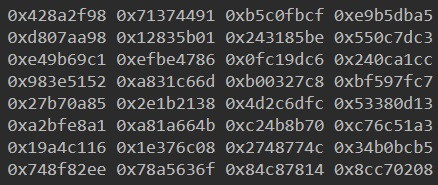 0x428a2f98 0x71374491 0xb5c0fbcf 0xe9b5dba5
0xd807aa98 0x12835b01 0x243185be 0x550c7dc3
0xe49b69c1 0xefbe4786 0x0fc19dc6 0x240ca1cc
0x983e5152 0xa831c66d 0xb00327c8 0xbf597fc7
0x27b70a85 0x2e1b2138 0x4d2c6dfc 0x53380d13
0xa2bfe8a1 0xa81a664b 0xc24b8b70 0xc76c51a3
0x19a4c116 0x1e376c08 0x2748774c 0x34b0bcb5
0x748f82ee 0x78a5636f 0x84c87814 0x8cc70208